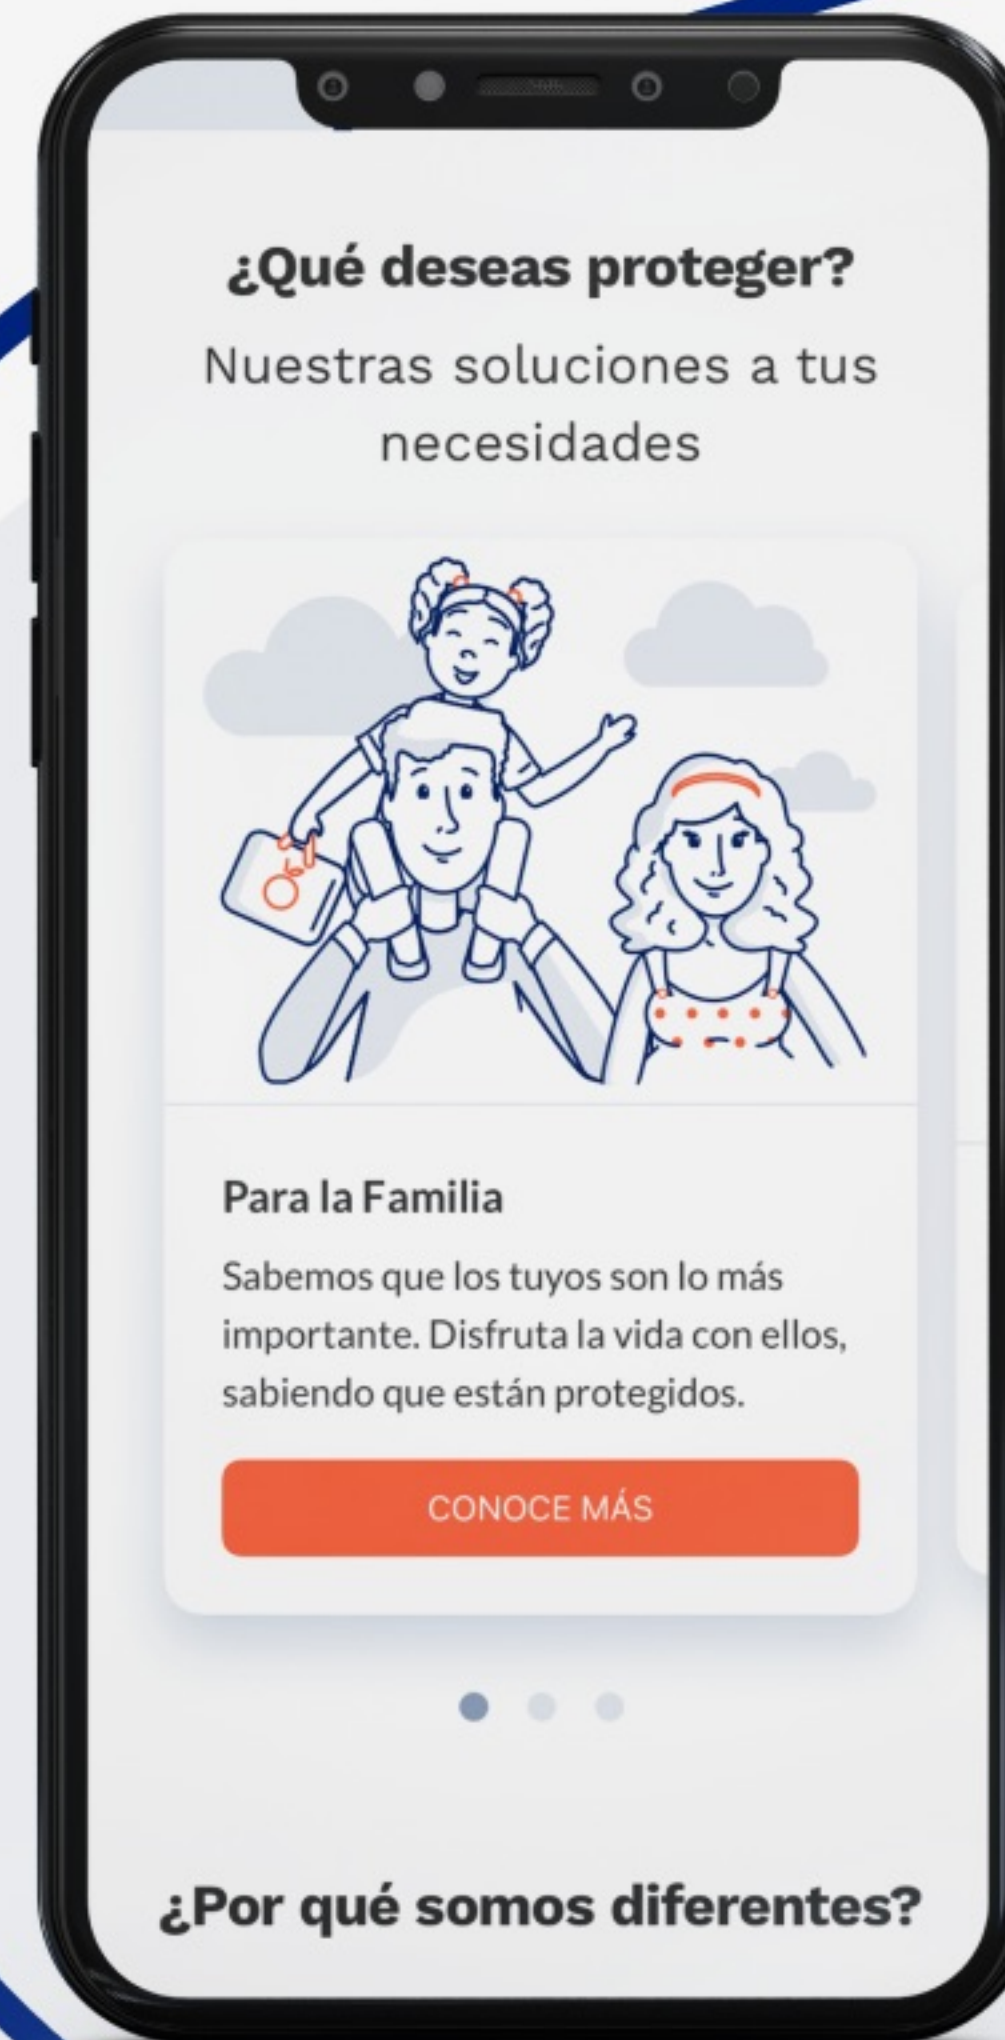 ¿Qué deseas proteger?
Nuestras soluciones a tus
necesidades
Para la Familia
Sabemos que los tuyos son lo más
importante. Disfruta la vida con ellos,
sabiendo que están protegidos.
CONOCE MÁS
¿Por qué somos diferentes?